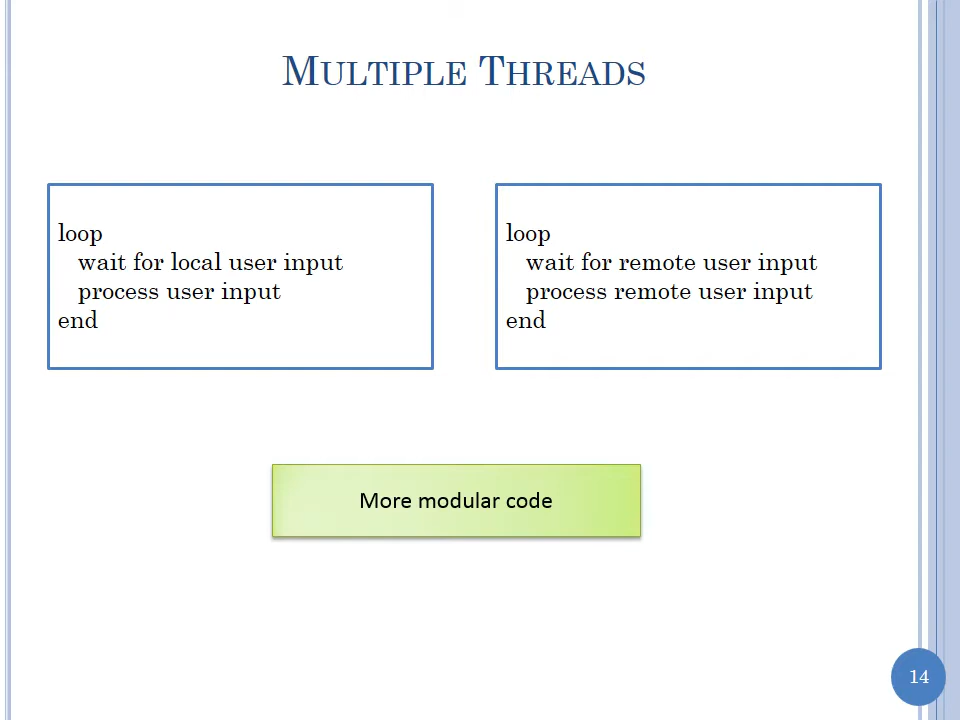 Multiple Threads
loop
wait for local user input
process user input
end
loop
wait for remote user input
process remote user input
end
More modular code
14